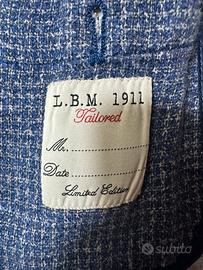 L.B.M. 1911
Tailored
Mr.
Date
Limited Edition
subito